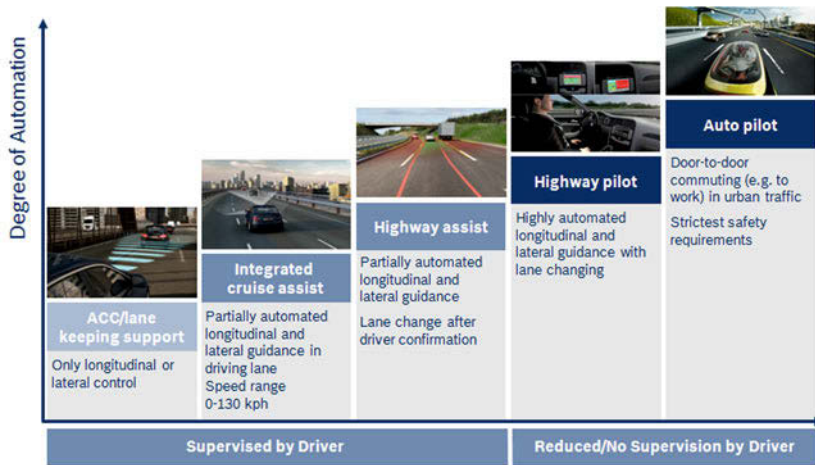 Degree of Automation
ACC/lane
keeping support
Only longitudinal or
lateral control
Integrated
cruise assist
Partially automated
longitudinal and
lateral guidance in
driving lane
Speed range
0-130 kph
Highway assist
Partially automated
longitudinal and
lateral guidance
Lane change after
driver confirmation
Highway pilot
Highly automated
longitudinal and
lateral guidance with
lane changing
Auto pilot
Door-to-door
commuting (e.g. to
work) in urban traffic
Strictest safety
requirements
Supervised by Driver
Reduced/No Supervision by Driver